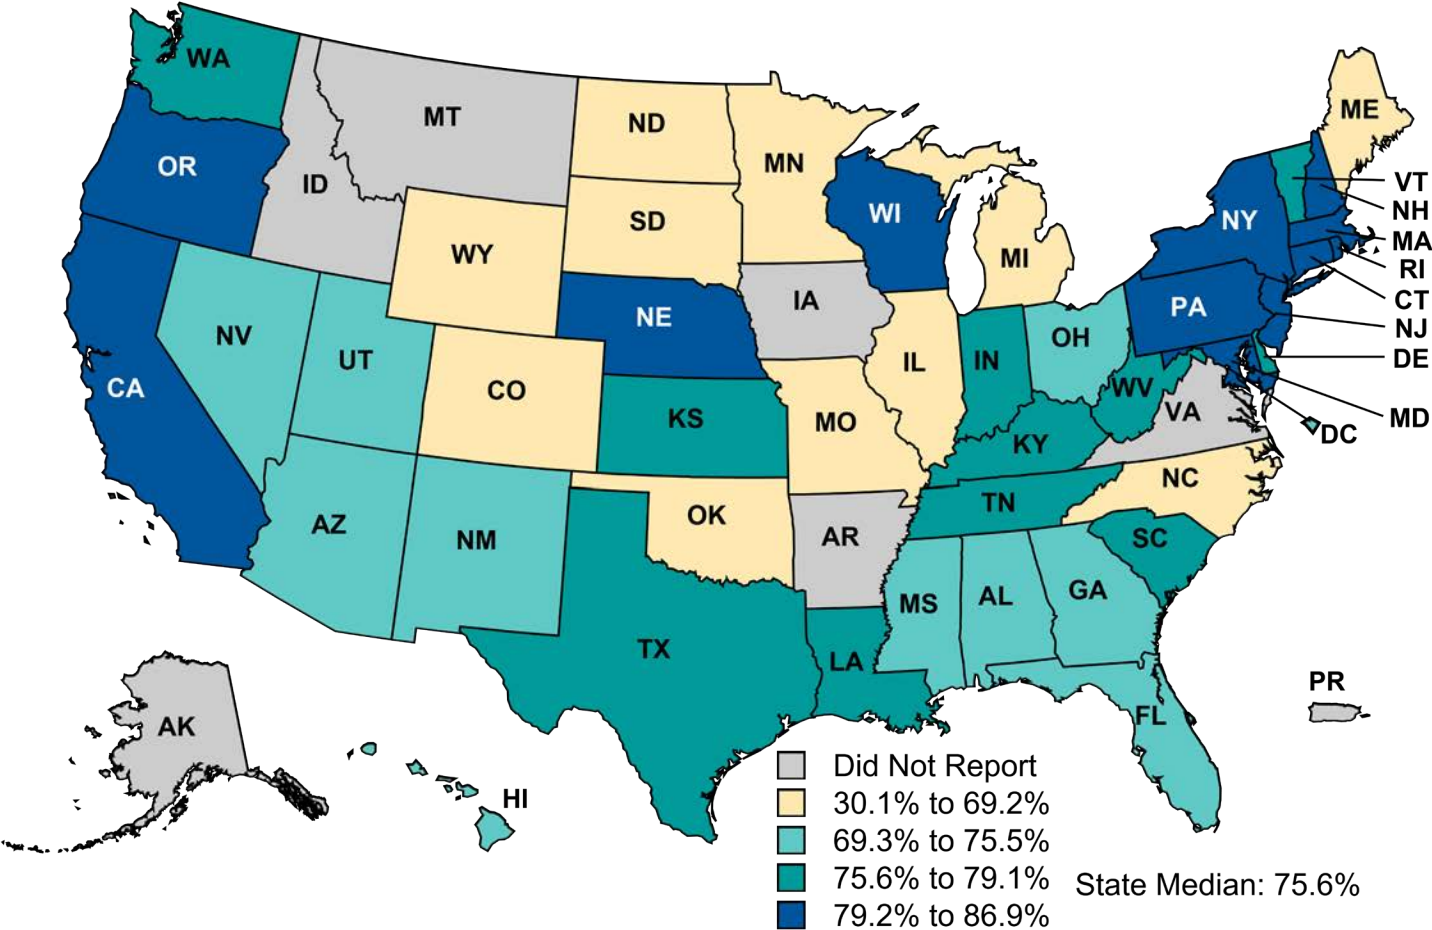 WA
MT
ND
ME
MN
OR
ID
VT
SD
WI
NH
NY
MA
WY
MI
RI
IA
CT
NE
PA
NJ
NV
OH
DE
UT
IL
IN
CA
CO
WV
VA
MD
KS
MO
DC
KY
NC
TN
OK
AZ
NM
AR
SC
MS
AL
GA
TX
LA
PR
FL
AK
HI
Did Not Report
30.1% to 69.2%
69.3% to 75.5%
75.6% to 79.1%
State Median: 75.6%
79.2% to 86.9%